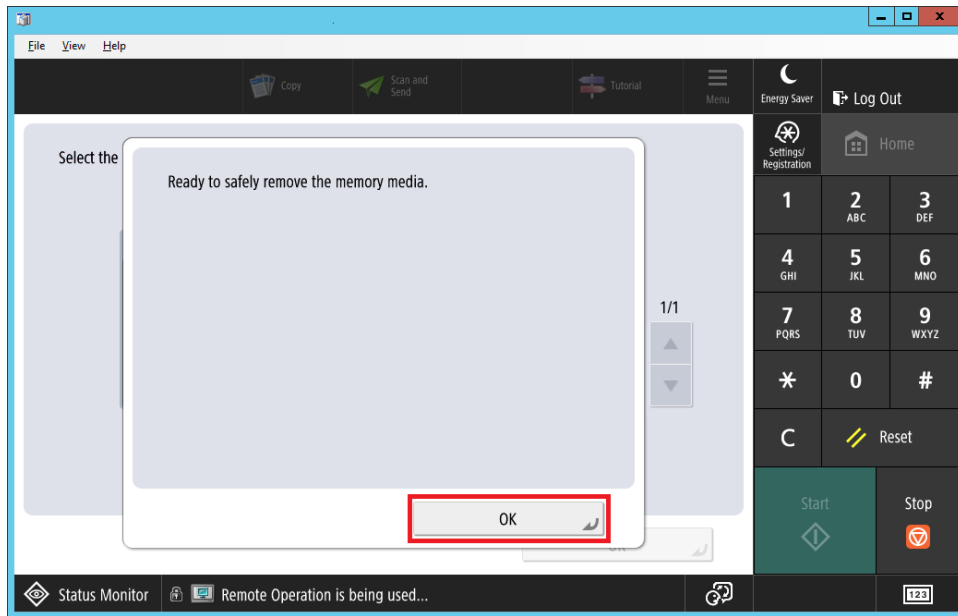 File View Help
Copy
Scan and
Send
Tutorial
Menu
Energy Saver
Log Out
Settings/
Registration
Home
Select the
Ready to safely remove the memory media.
1/1
1
2
ABC
3
DEF
4
GHI
5
JKL
6
MNO
7
PQRS
8
TUV
9
WXYZ
*
0
#
C
Reset
OK
Start
Stop
Status Monitor
Remote Operation is being used...
123